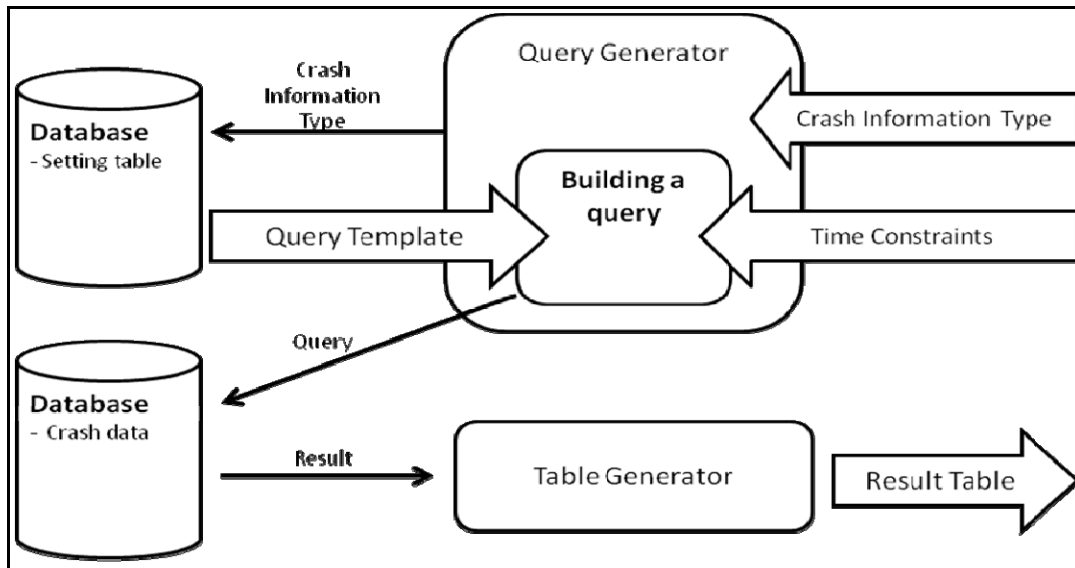 Query Generator
Crash
Information
Type
Crash Information Type
Database
- Setting table
Building a
query
Query Template
Time Constraints
Query
Database
- Crash data
Result
Table Generator
Result Table